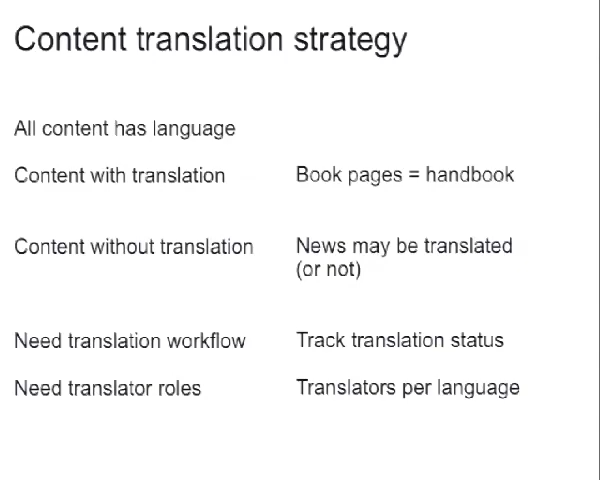 Content translation strategy
All content has language
Content with translation
Book pages = handbook
Content without translation
News may be translated
(or not)
Need translation workflow
Track translation status
Need translator roles
Translators per language